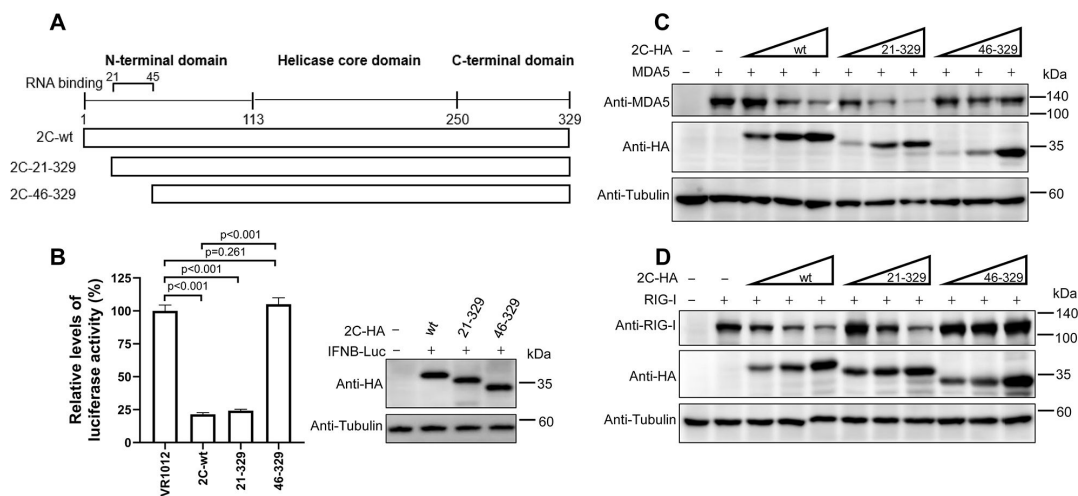 A
N-terminal domain
Helicase core domain
C-terminal domain
RNA binding
21
45
1
113
250
329
2C-wt
2C-21-329
2C-46-329
B
p<0.001
p=0.261
p<0.001
p<0.001
Relative levels of
luciferase activity (%)
125
100
75
50
25
0
VR1012
2C-wt
21-329
46-329
2C-HA
–
wt
21-329
46-329
IFNB-Luc
–
+
+
+
kDa
Anti-HA
35
Anti-Tubulin
60
C
2C-HA
–
–
wt
21-329
46-329
MDA5
–
+
+
+
+
+
+
+
+
+
+
kDa
Anti-MDA5
140
100
Anti-HA
35
Anti-Tubulin
60
D
2C-HA
–
–
wt
21-329
46-329
RIG-I
–
+
+
+
+
+
+
+
+
+
+
kDa
Anti-RIG-I
140
100
Anti-HA
35
Anti-Tubulin
60